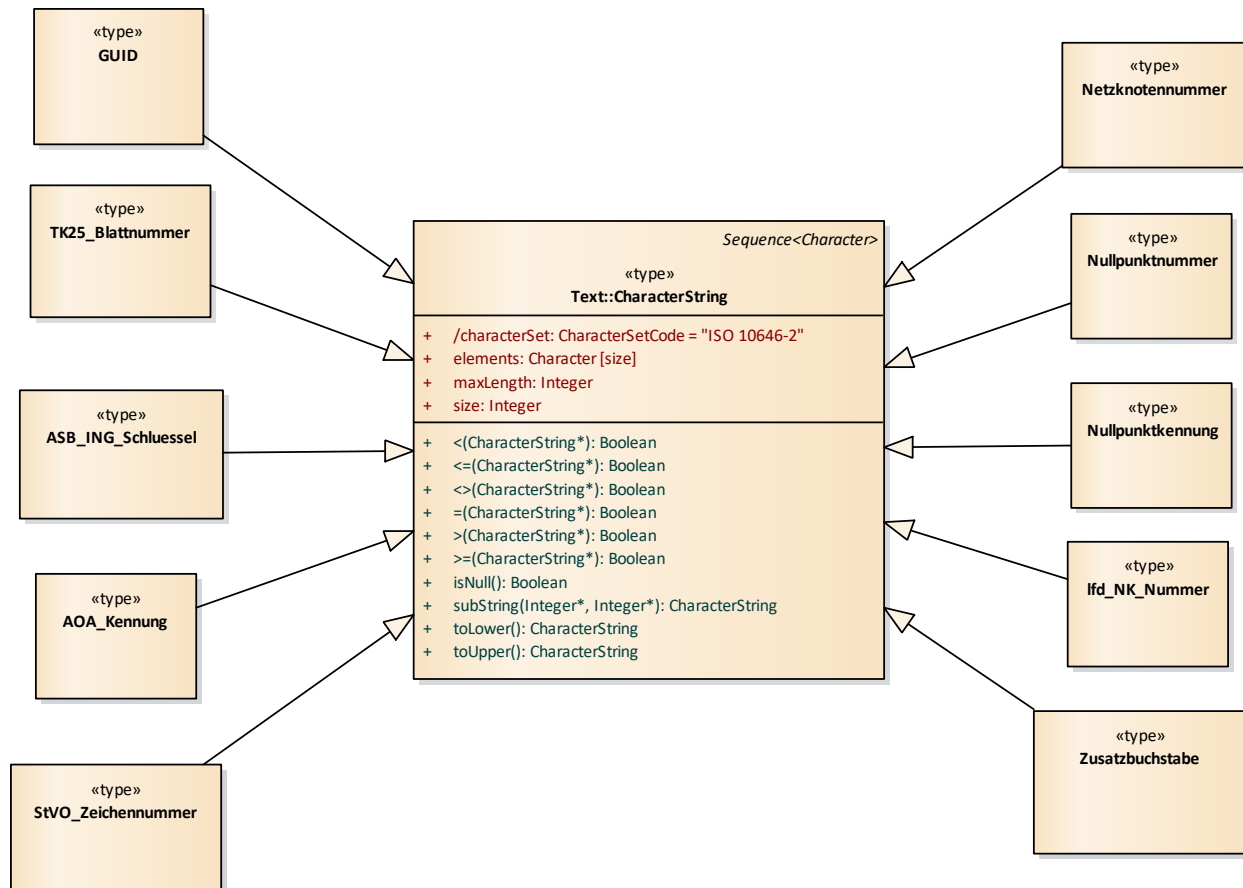 «type»
GUID
«type»
TK25_Blattnummer
«type»
ASB_ING_Schluessel
«type»
AOA_Kennung
«type»
StVO_Zeichennummer
Sequence<Character>
«type»
Text::CharacterString
+ /characterSet: CharacterSetCode = "ISO 10646-2"
+ elements: Character [size]
+ maxLength: Integer
+ size: Integer
+ <(CharacterString*): Boolean
+ <=(CharacterString*): Boolean
+ <>(CharacterString*): Boolean
+ =(CharacterString*): Boolean
+ >(CharacterString*): Boolean
+ >=(CharacterString*): Boolean
+ isNull(): Boolean
+ subString(Integer*, Integer*): CharacterString
+ toLower(): CharacterString
+ toUpper(): CharacterString
«type»
Netzknotennummer
«type»
Nullpunktnummer
«type»
Nullpunktkennung
«type»
lfd_NK_Nummer
«type»
Zusatzbuchstabe